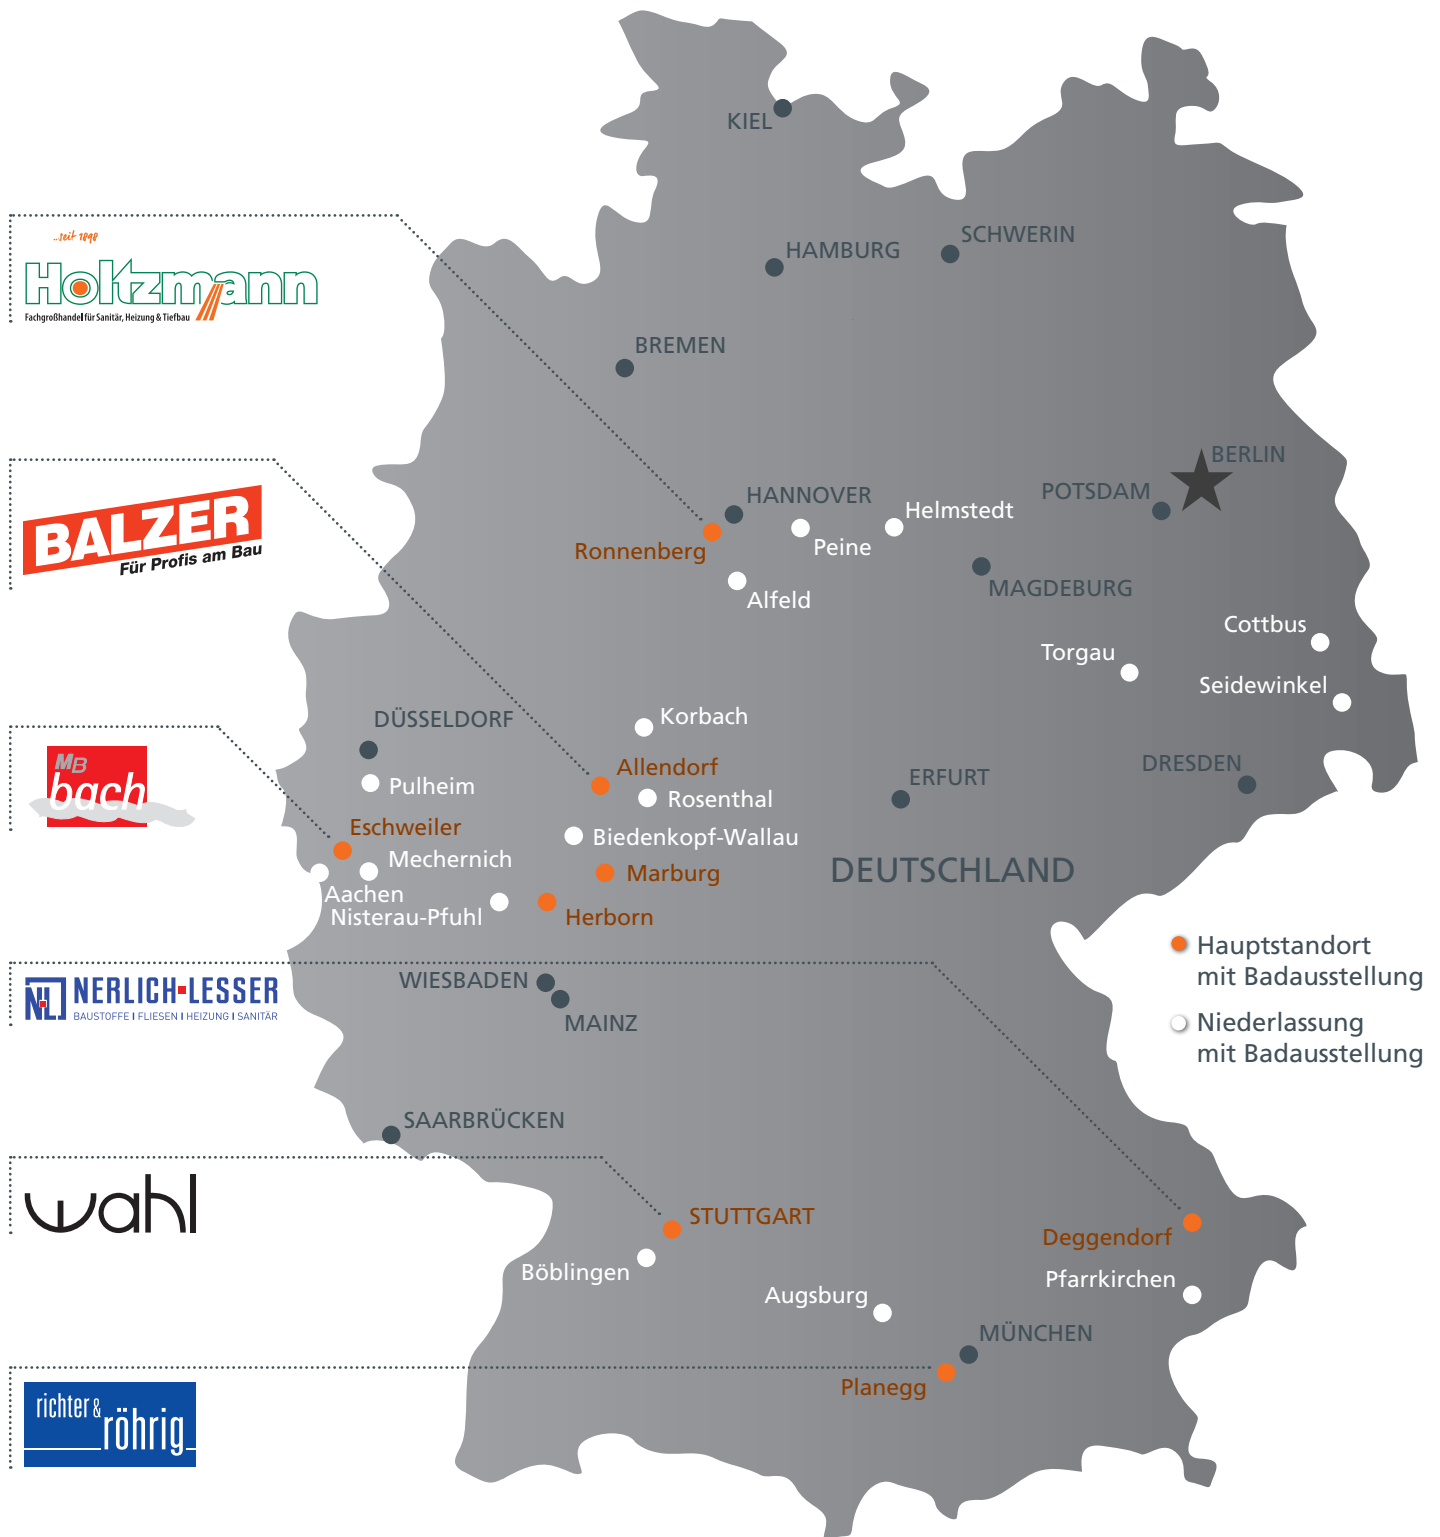 KIEL
...seit 1898
Holtzmann
Fachgroßhandel für Sanitär, Heizung & Tiefbau
HAMBURG
SCHWERIN
BREMEN
BERLIN
POTSDAM
HANNOVER
Helmstedt
Peine
Ronnenberg
BALZER
Für Profis am Bau
MAGDEBURG
Alfeld
Cottbus
Torgau
Seidewinkel
DÜSSELDORF
Korbach
Allendorf
Pulheim
Rosenthal
ERFURT
DRESDEN
MB
bach
Eschweiler
Biedenkopf-Wallau
Mechernich
Marburg
DEUTSCHLAND
Aachen
Nisterau-Pfuhl
Herborn
Hauptstandort
mit Badausstellung
Niederlassung
mit Badausstellung
NL
NERLICH LESSER
BAUSTOFFE I FLIESEN I HEIZUNG I SANITÄR
WIESBADEN
MAINZ
SAARBRÜCKEN
wahl
STUTTGART
Deggendorf
Böblingen
Pfarrkirchen
Augsburg
MÜNCHEN
Planegg
richter &
röhrig